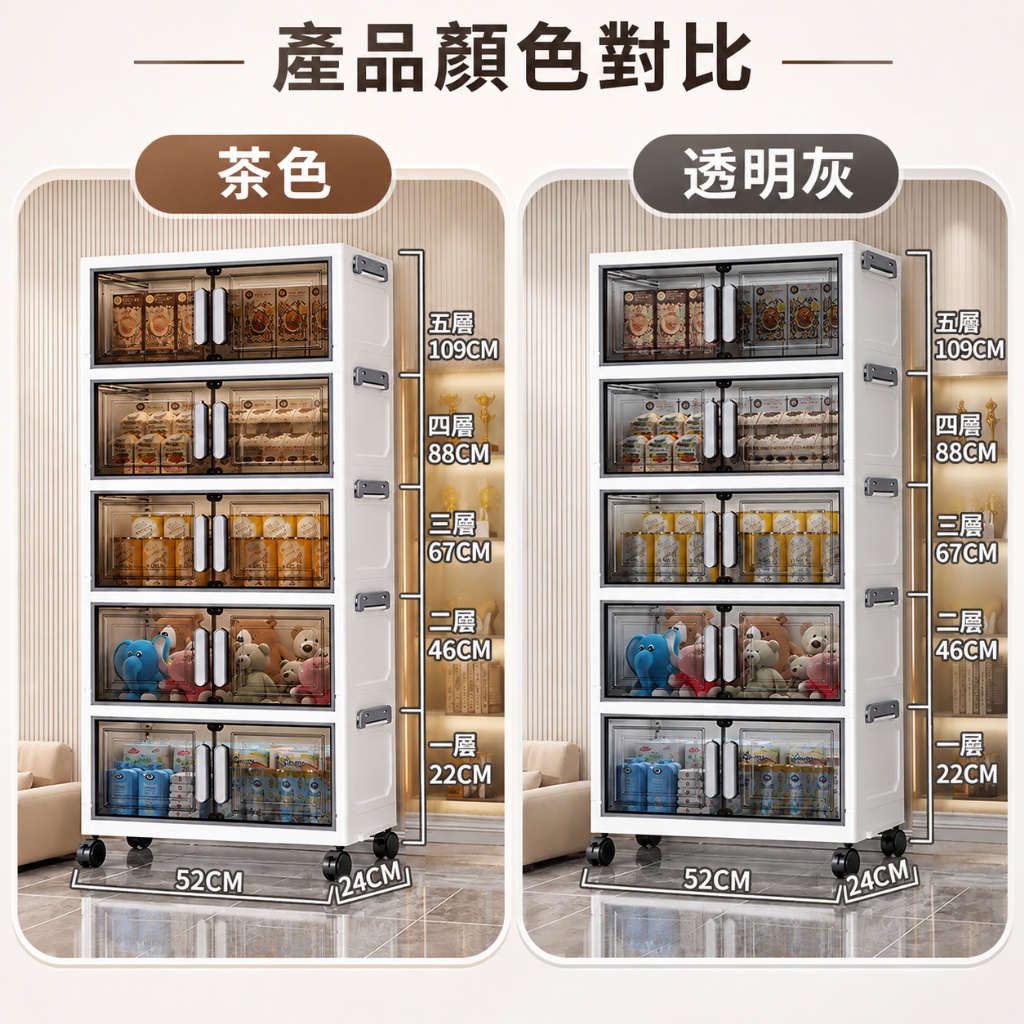 產品顏色對比
茶色
五層
109CM
四層
88CM
三層
67CM
二層
46CM
一層
22CM
52CM
24CM
透明灰
五層
109CM
四層
88CM
三層
67CM
二層
46CM
一層
22CM
52CM
24CM